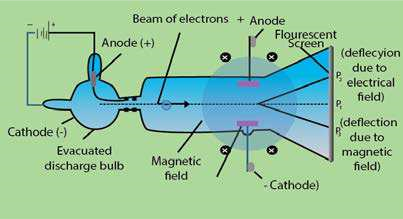 Beam of electrons
+ Anode
Flourescent
Screen
Anode (+)
(deflecyion
due to
electrical
field)
P₂
P₁
P₃
(deflection
due to
magnetic
field)
Cathode (-)
Evacuated
discharge bulb
Magnetic
field
- Cathode)